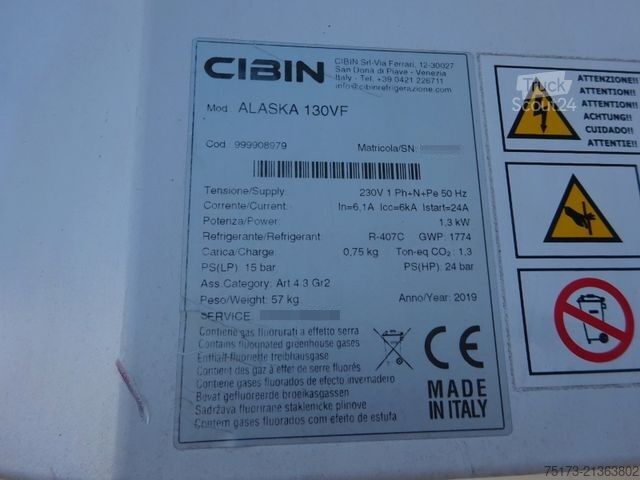 CIBIN
CIBIN Srl-Via Ferrari, 12-30027
San Donà di Piave - Venezia
Italy - Tel. +39 0421 226711
info@cibinrefrigerazione.com
Mod. ALASKA 130VF
Cod. 999908979 Matricola/SN:
Tensione/Supply: 230V 1 Ph+N+Pe 50 Hz
Corrente/Current: In=6,1A Icc=6kA Istart=24A
Potenza/Power: 1,3 kW
Refrigerante/Refrigerant: R-407C GWP: 1774
Carica/Charge: 0,75 kg Ton-eq CO2: 1,3
PS(LP): 15 bar PS(HP): 24 bar
Ass.Category: Art 4.3 Gr2
Peso/Weight: 57 kg Anno/Year: 2019
SERVICE
Contiene gas fluorurati a effetto serra
Contains fluorinated greenhouse gases
Enthält-fluorierte treibhausgase
Contient des gaz à effet de serre fluorés
Contiene gases fluorados de efecto invernadero
Bevat gefluoreerde broeikasgassen
Sadržava fluorirane stakleničke plinove
Contem gases fluorados com efeito de estufa
CE
MADE
IN ITALY
ATTENZIONE!!
ATTENTION!!
ATTENTION!!
ACHTUNG!!
CUIDADO!!
ATTENTIE!!
Truck
Scout24
75173-21363802